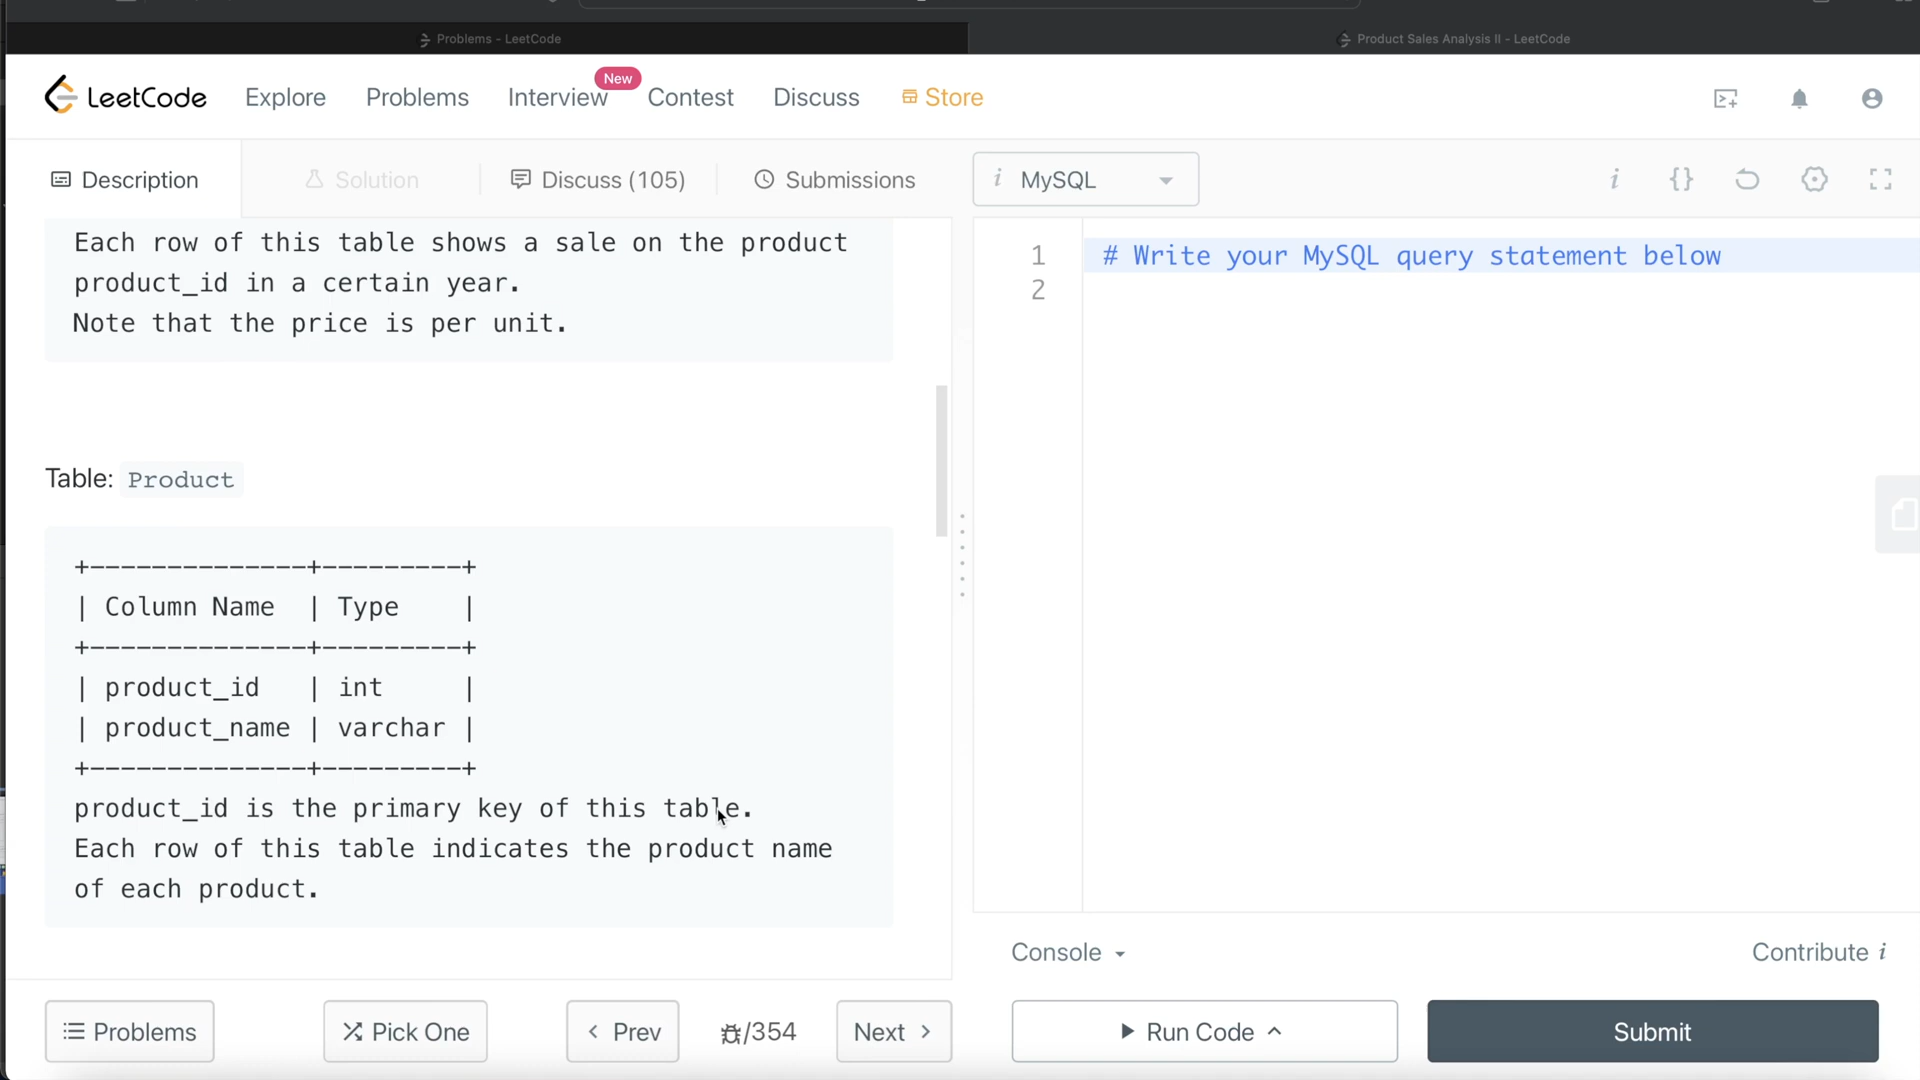 Problems - LeetCode
Product Sales Analysis II - LeetCode
LeetCode Explore Problems Interview New Contest Discuss Store
Description Solution Discuss (105) Submissions
i MySQL
i {}
Each row of this table shows a sale on the product
product_id in a certain year.
Note that the price is per unit.
Table: Product
+--------------+---------+
| Column Name  | Type    |
+--------------+---------+
| product_id   | int     |
| product_name | varchar |
+--------------+---------+
product_id is the primary key of this table.
Each row of this table indicates the product name
of each product.
1 # Write your MySQL query statement below
2
Console Contribute i
Problems Pick One < Prev /354 Next > Run Code Submit